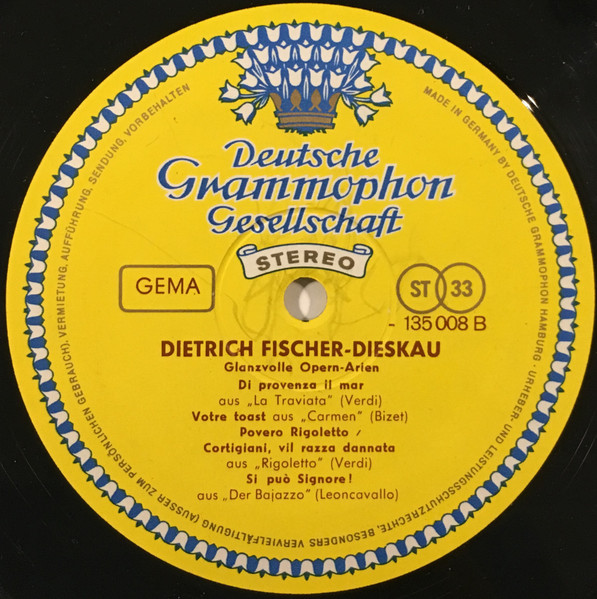 Deutsche
Grammophon
Gesellschaft
STEREO
GEMA
ST 33
- 135 008 B
DIETRICH FISCHER-DIESKAU
Glanzvolle Opern-Arien
Di provenza il mar
aus „La Traviata” (Verdi)
Votre toast aus „Carmen” (Bizet)
Povero Rigoletto /
Cortigiani, vil razza dannata
aus „Rigoletto” (Verdi)
Si può Signore!
aus „Der Bajazzo” (Leoncavallo)
MADE IN GERMANY BY DEUTSCHE GRAMMOPHON HAMBURG · URHEBER- UND LEISTUNGSSCHUTZRECHTE, BESONDERS VERVIELFÄLTIGUNG (AUSSER ZUM PERSÖNLICHEN GEBRAUCH), VERMIETUNG, AUFFÜHRUNG, SENDUNG, VORBEHALTEN